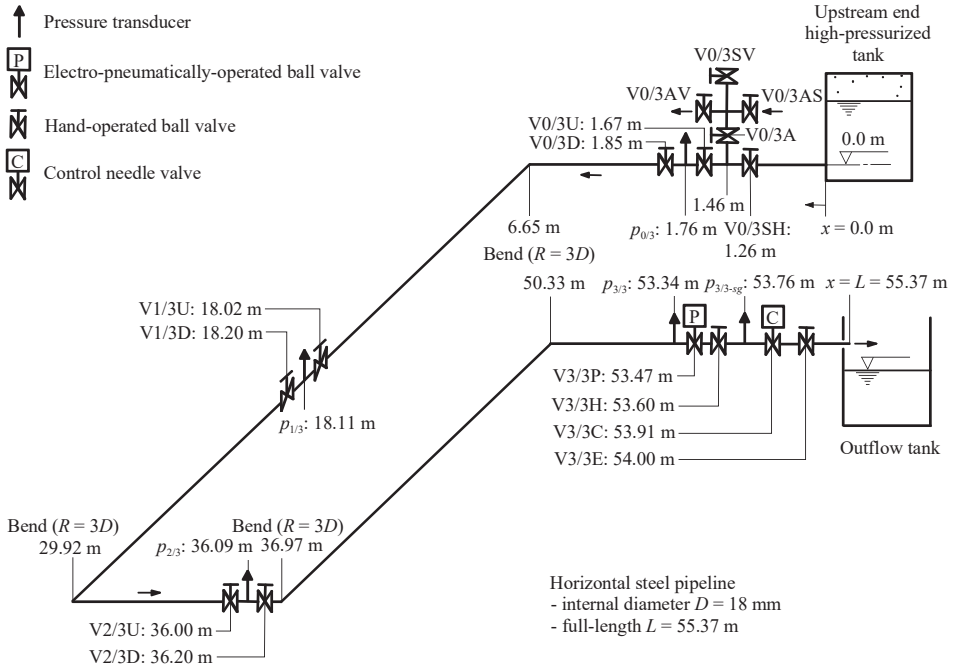 Pressure transducer
P
Electro-pneumatically-operated ball valve
Hand-operated ball valve
C
Control needle valve
Upstream end
high-pressurized
tank
V0/3SV
V0/3AV
V0/3AS
V0/3U: 1.67 m
V0/3D: 1.85 m
V0/3A
0.0 m
1.46 m
6.65 m
p0/3: 1.76 m
V0/3SH:
1.26 m
x = 0.0 m
Bend (R = 3D)
50.33 m
p3/3: 53.34 m
p3/3-sg: 53.76 m
x = L = 55.37 m
V1/3U: 18.02 m
V1/3D: 18.20 m
P
C
p1/3: 18.11 m
V3/3P: 53.47 m
V3/3H: 53.60 m
V3/3C: 53.91 m
V3/3E: 54.00 m
Outflow tank
Bend (R = 3D)
29.92 m
Bend (R = 3D)
p2/3: 36.09 m
36.97 m
V2/3U: 36.00 m
V2/3D: 36.20 m
Horizontal steel pipeline
- internal diameter D = 18 mm
- full-length L = 55.37 m